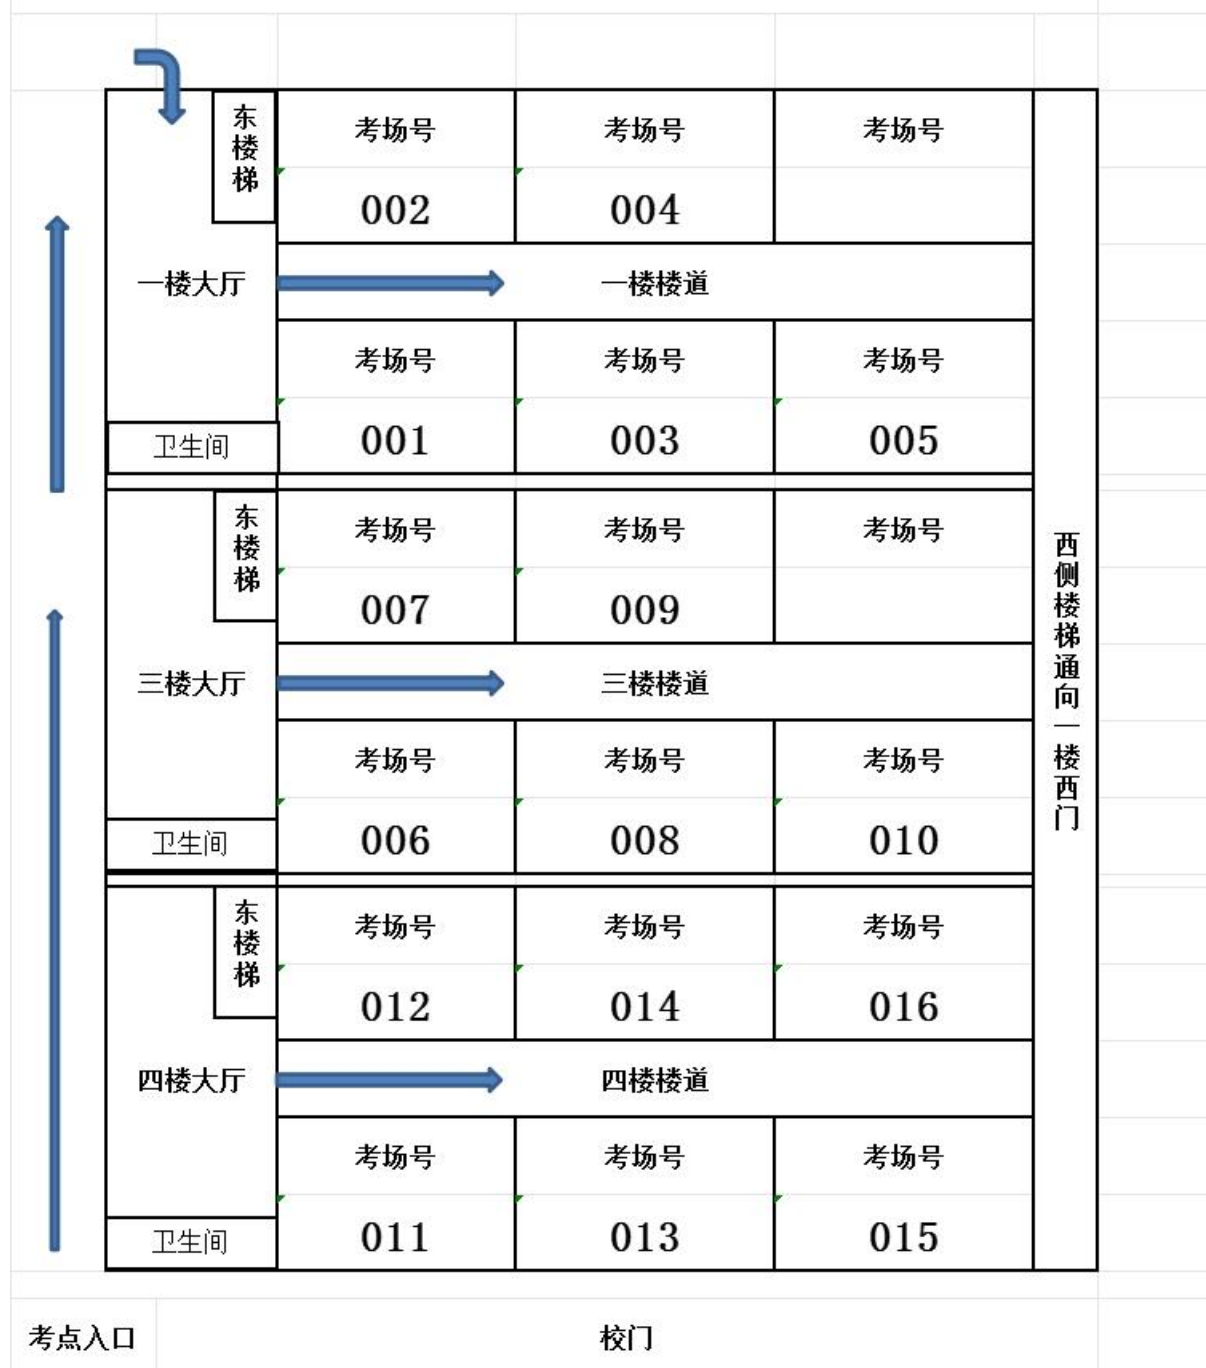 东楼梯
考场号 考场号 考场号
002 004
一楼大厅 一楼楼道
考场号 考场号 考场号
卫生间 001 003 005
东楼梯
考场号 考场号 考场号
007 009
三楼大厅 三楼楼道
考场号 考场号 考场号
卫生间 006 008 010
东楼梯
考场号 考场号 考场号
012 014 016
四楼大厅 四楼楼道
考场号 考场号 考场号
卫生间 011 013 015
西侧楼梯通向一楼西门
考点入口 校门